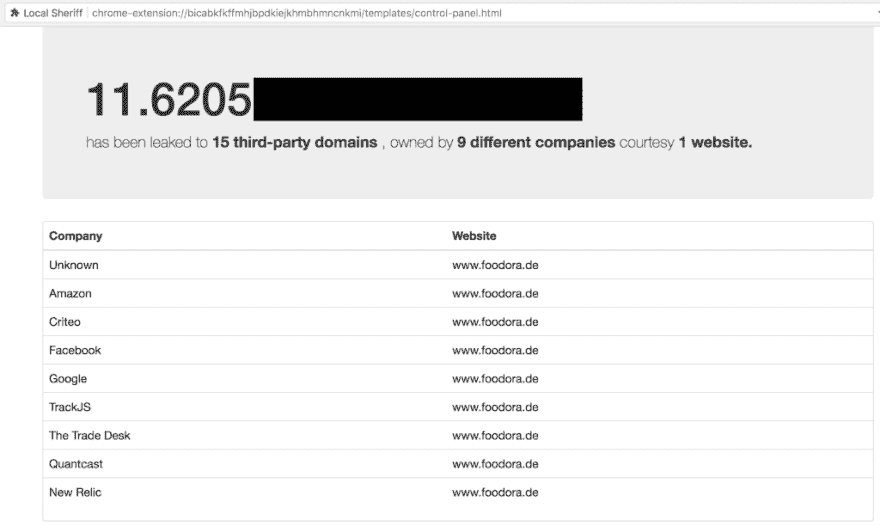 Local Sheriff chrome-extension://bicabkfkffmhjbpdkiejkhmbhmncnkmi/templates/control-panel.html
11.6205
has been leaked to 15 third-party domains , owned by 9 different companies courtesy 1 website.
Company Website
Unknown www.foodora.de
Amazon www.foodora.de
Criteo www.foodora.de
Facebook www.foodora.de
Google www.foodora.de
TrackJS www.foodora.de
The Trade Desk www.foodora.de
Quantcast www.foodora.de
New Relic www.foodora.de